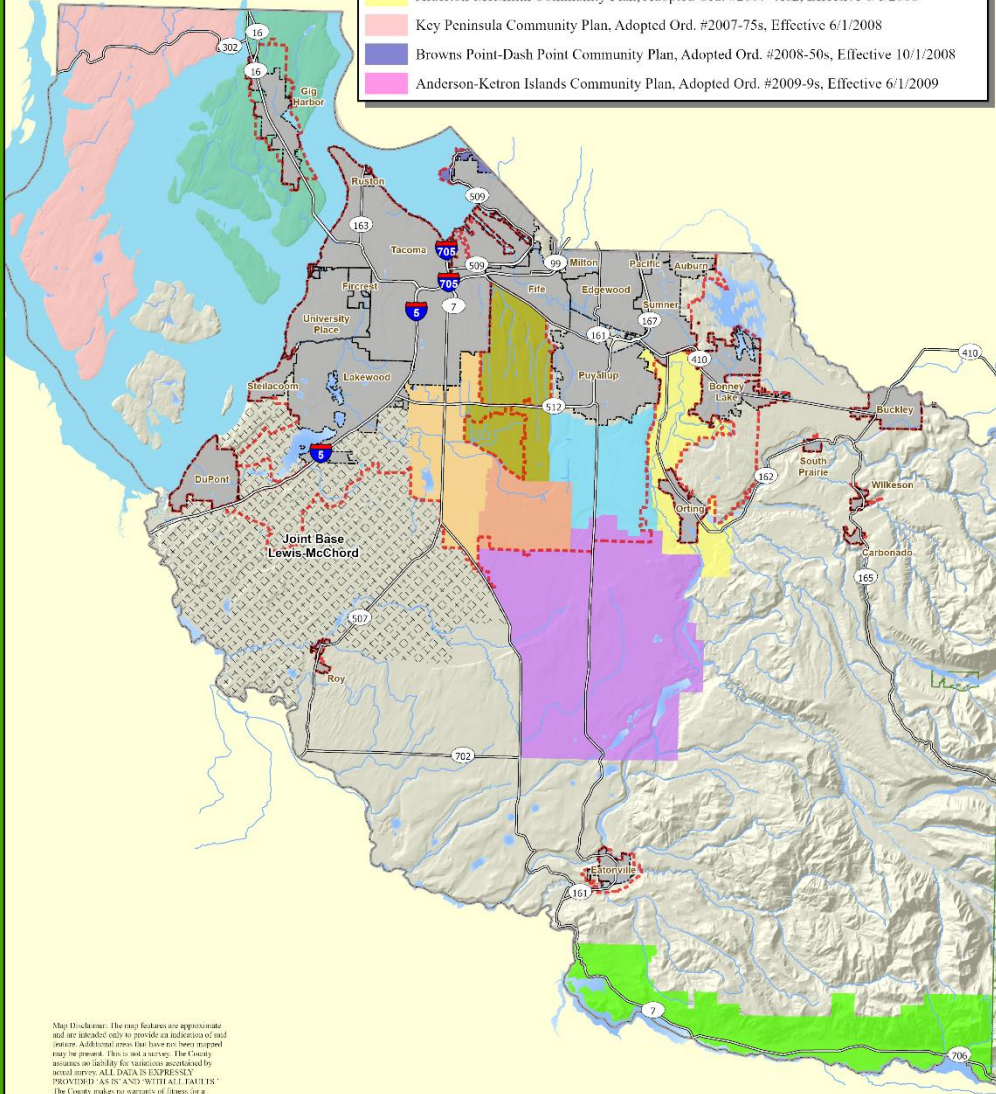 Key Peninsula Community Plan, Adopted Ord. #2007-75s, Effective 6/1/2008
Browns Point-Dash Point Community Plan, Adopted Ord. #2008-50s, Effective 10/1/2008
Anderson-Ketron Islands Community Plan, Adopted Ord. #2009-9s, Effective 6/1/2009
16
302
16
Gig
Harbor
Ruston
509
163
Tacoma
705
509
99
Milton
Pacific
Auburn
705
Fircrest
Fife
Edgewood
7
5
Sumner
University
Place
161
167
410
410
Puyallup
Steilacoom
Lakewood
Bonney
Lake
512
Buckley
5
South
Prairie
DuPont
162
Wilkeson
Orting
Joint Base
Lewis-McChord
Carbonado
165
507
Roy
702
Eatonville
161
7
706
Map Disclaimer: The map features are approximate
and are intended only to provide an indication of said
feature. Additional areas that have not been mapped
may be present. This is not a survey. The County
assumes no liability for variations ascertained by
actual survey. ALL DATA IS EXPRESSLY
PROVIDED 'AS IS' AND 'WITH ALL FAULTS.'
The County makes no warranty of fitness for a